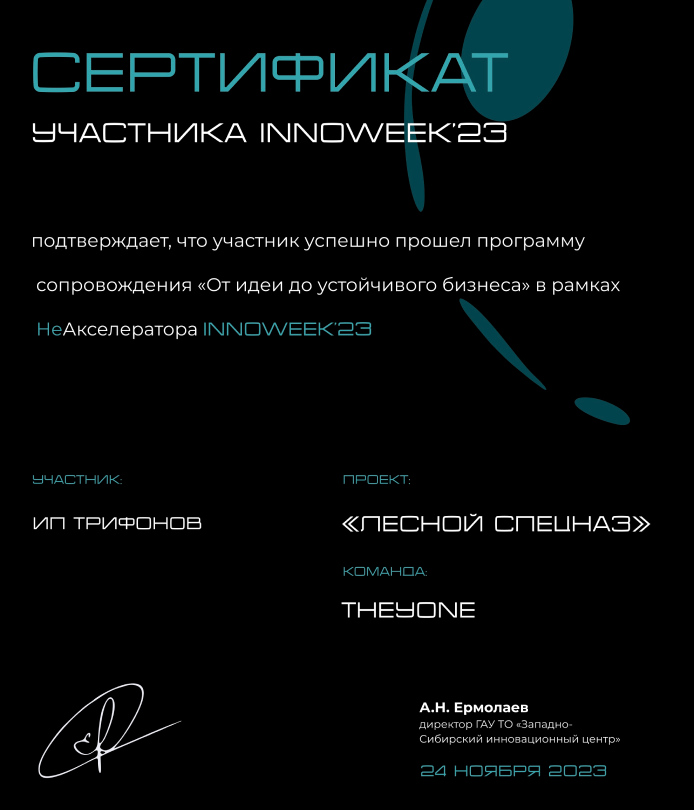 СЕРТИФИКАТ
УЧАСТНИКА INNOWEEK'23
подтверждает, что участник успешно прошел программу
сопровождения «От идеи до устойчивого бизнеса» в рамках
НеАкселератора INNOWEEK'23
УЧАСТНИК:
ИП ТРИФОНОВ
ПРОЕКТ:
«ЛЕСНОЙ СПЕЦНАЗ»
КОМАНДА:
THEYONE
А.Н. Ермолаев
директор ГАУ ТО «Западно-
Сибирский инновационный центр»
24 НОЯБРЯ 2023